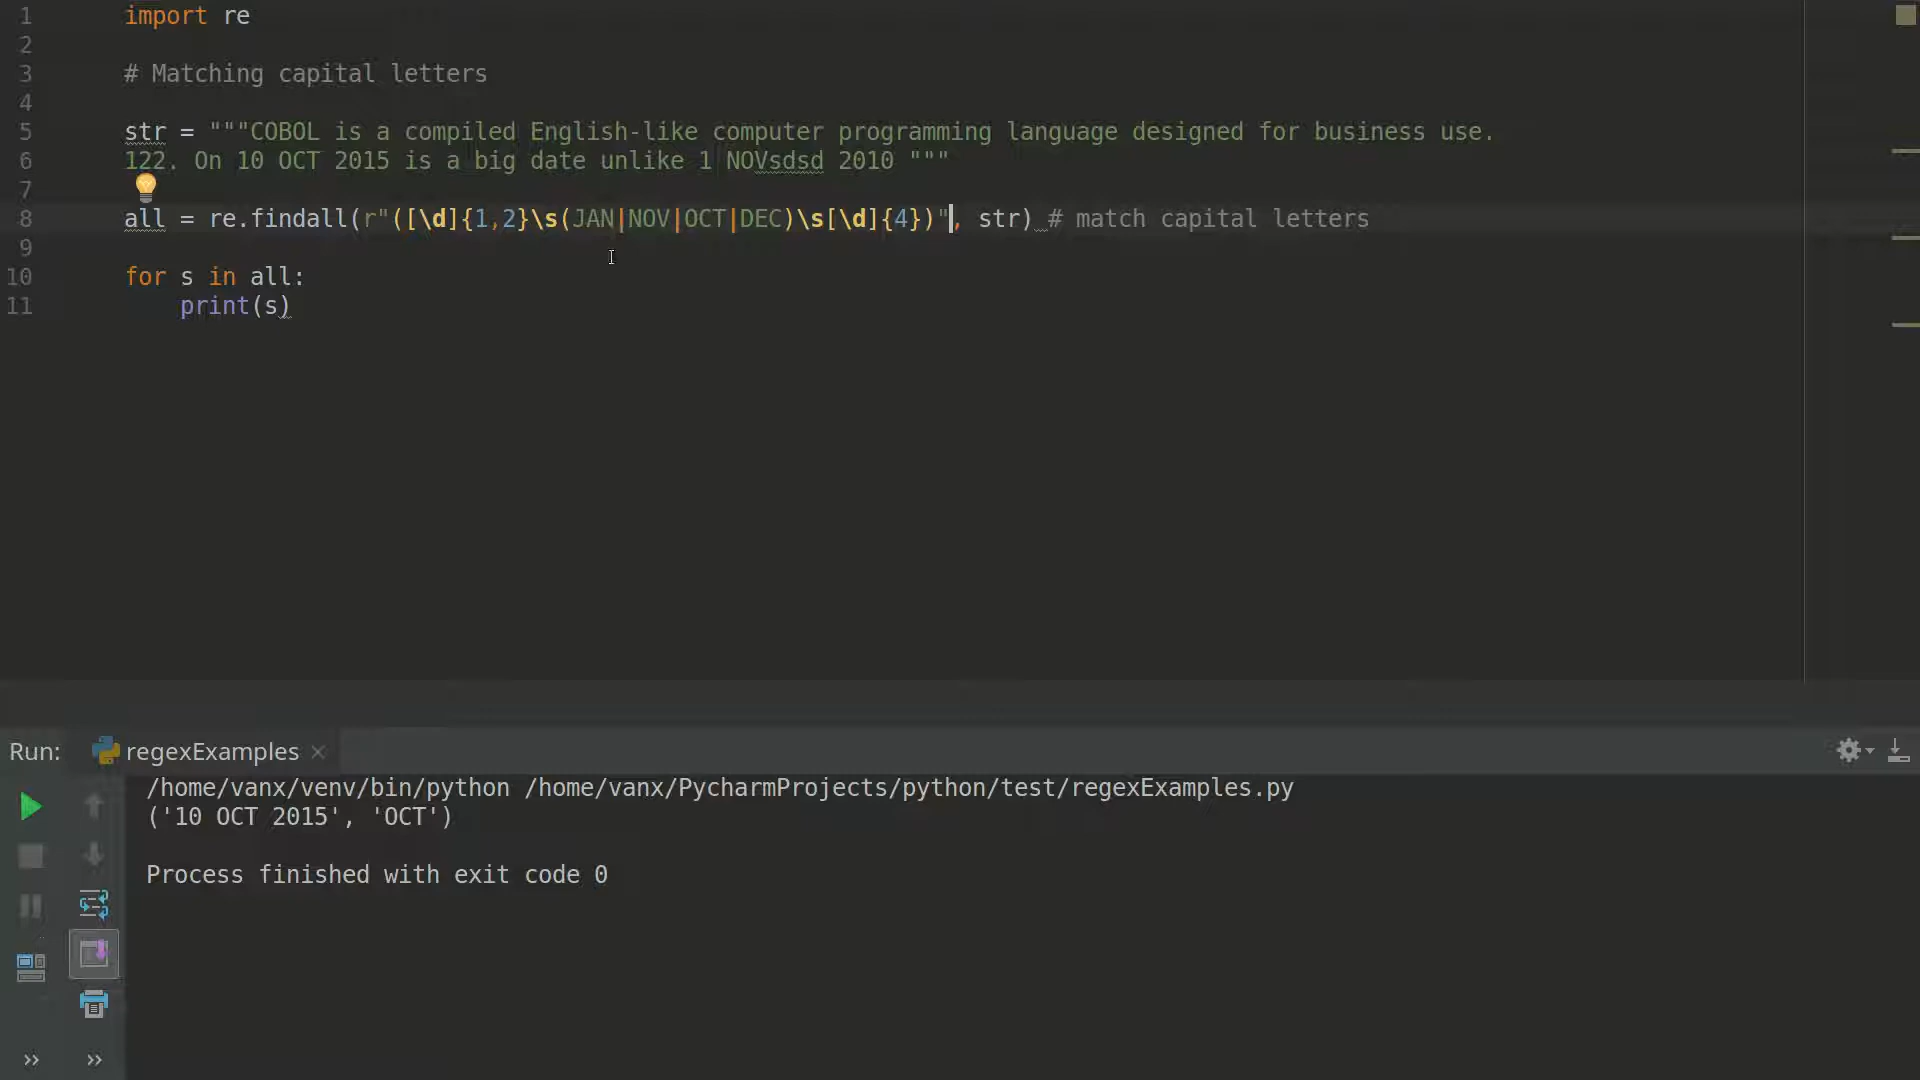 1 import re
2
3 # Matching capital letters
4
5 str = """COBOL is a compiled English-like computer programming language designed for business use.
6 122. On 10 OCT 2015 is a big date unlike 1 NOVsdsd 2010 """
7
8 all = re.findall(r"([\d]{1,2}\s(JAN|NOV|OCT|DEC)\s[\d]{4})", str) # match capital letters
9
10 for s in all:
11     print(s)
Run: regexExamples
/home/vanx/venv/bin/python /home/vanx/PycharmProjects/python/test/regexExamples.py
('10 OCT 2015', 'OCT')
Process finished with exit code 0